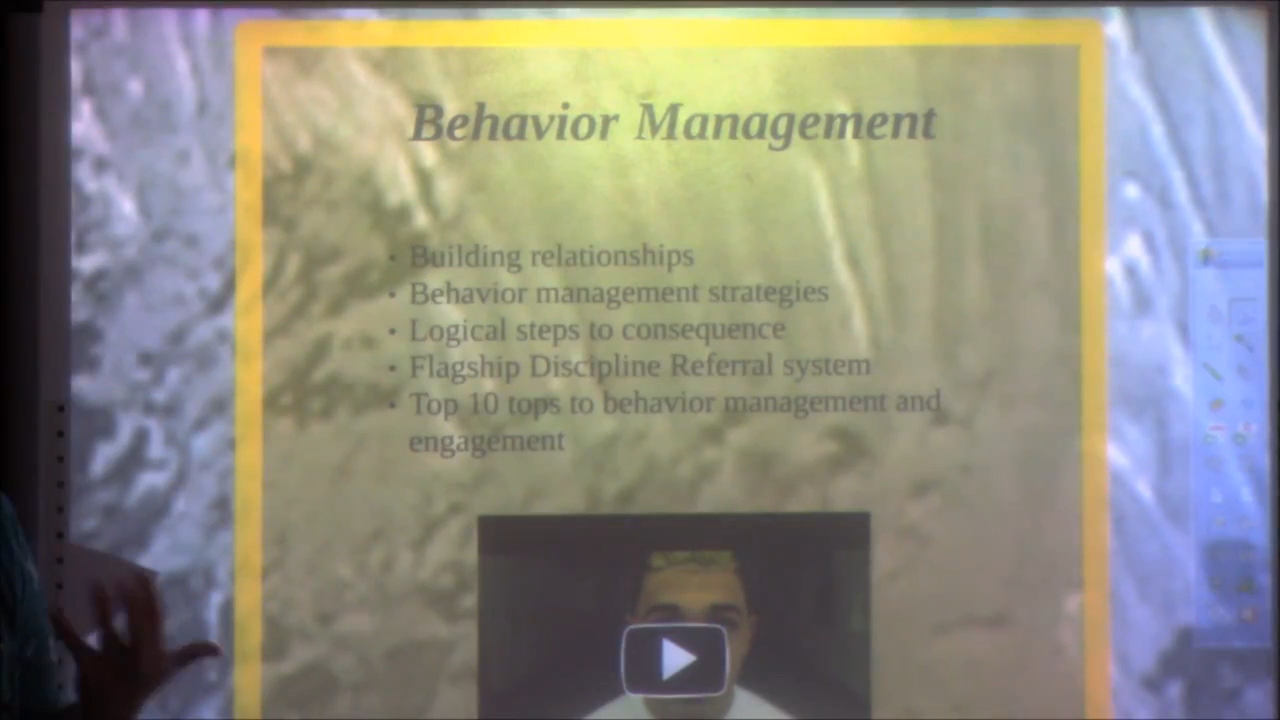 Behavior Management
• Building relationships
• Behavior management strategies
• Logical steps to consequence
• Flagship Discipline Referral system
• Top 10 tops to behavior management and
engagement